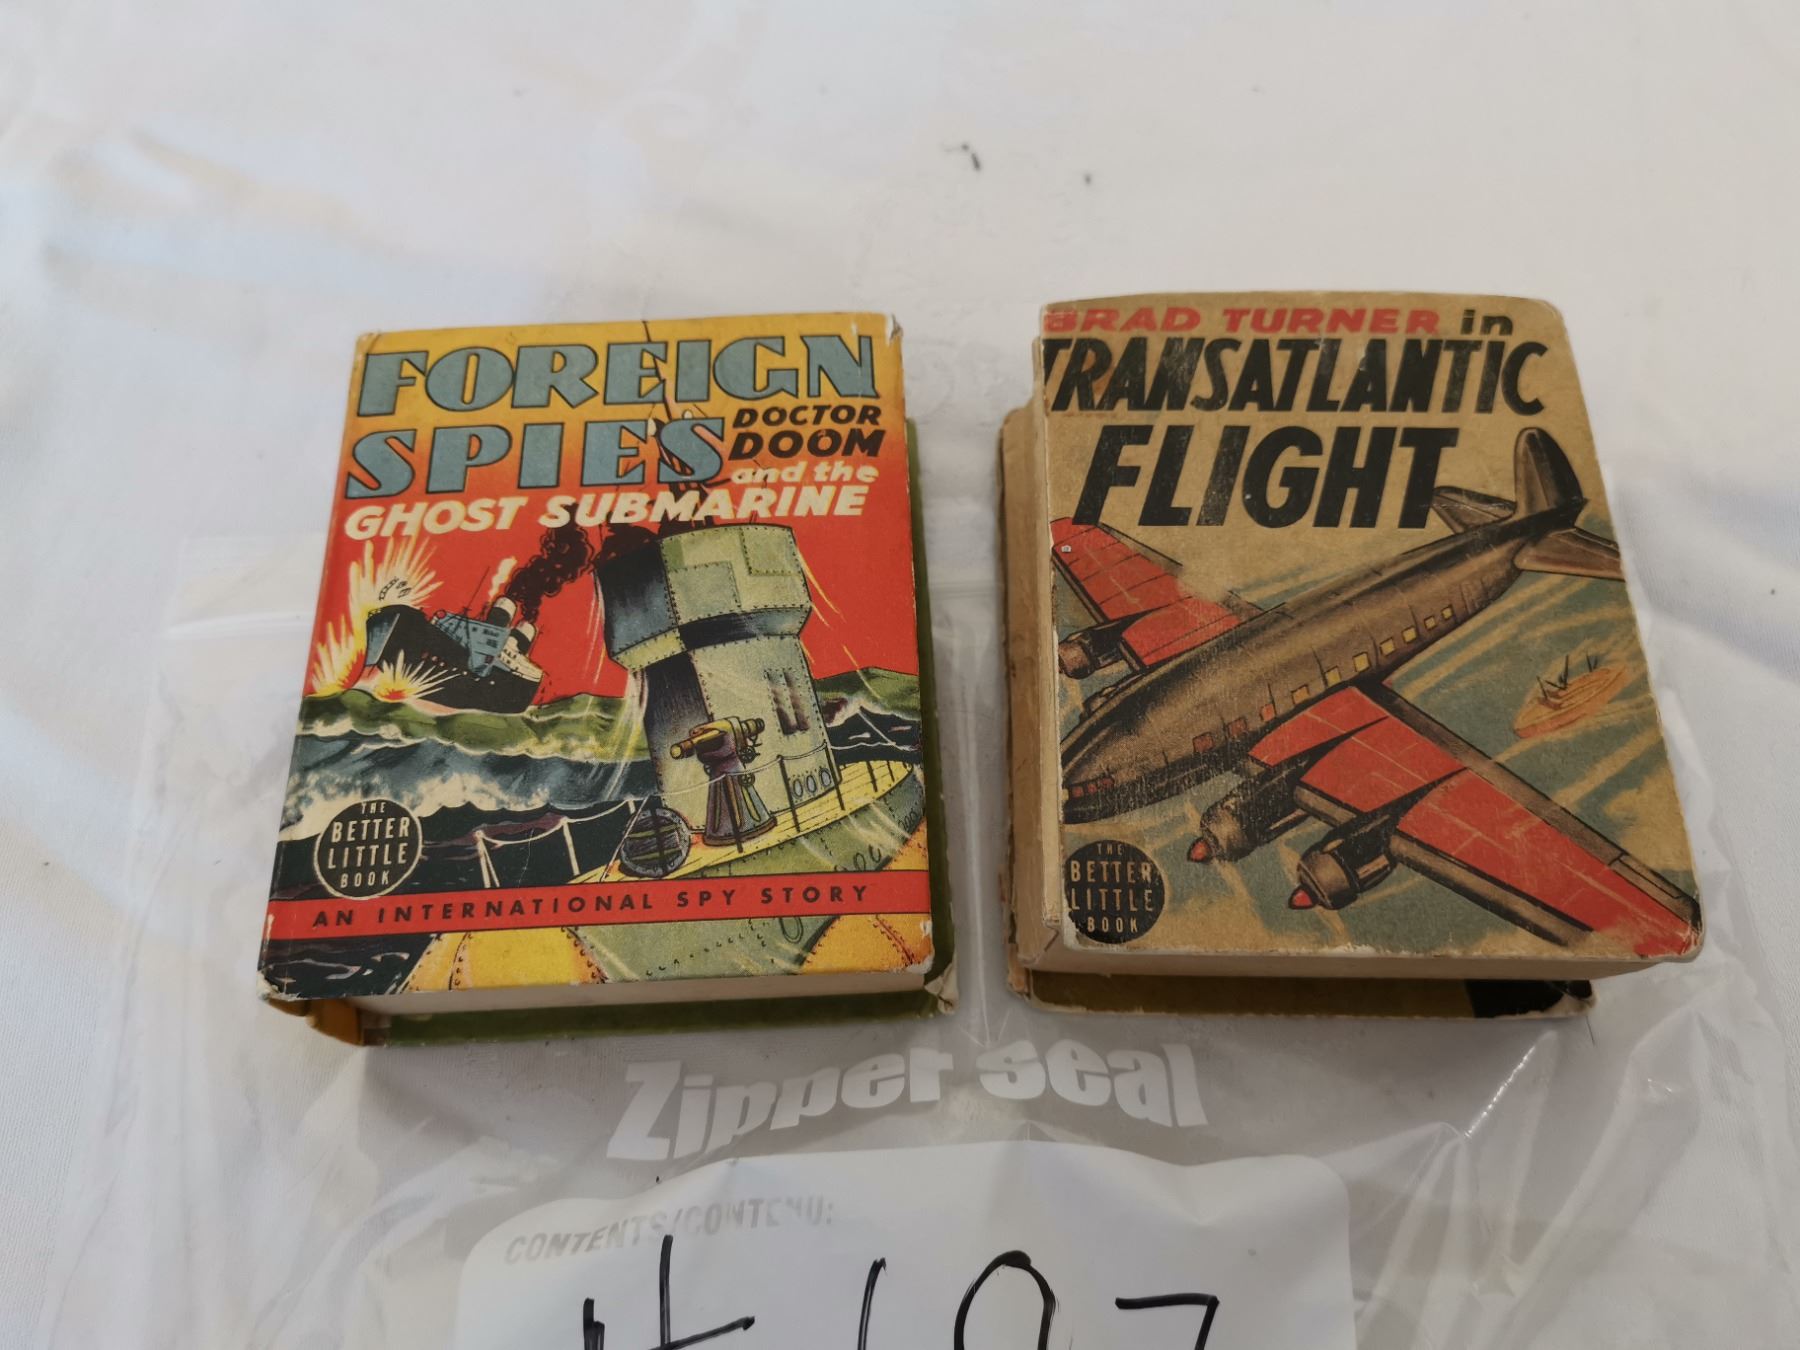 FOREIGN
SPIES
DOCTOR
DOOM
and the
GHOST SUBMARINE
THE
BETTER
LITTLE
BOOK
AN INTERNATIONAL SPY STORY
BRAD TURNER in
TRANSATLANTIC
FLIGHT
THE
BETTER
LITTLE
BOOK
Zipper seal
CONTENTS/CONTENU: